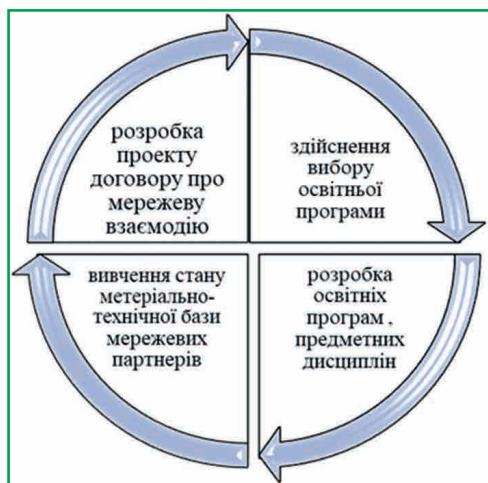 розробка
проекту
договору про
мережеву
взаємодію
здійснення
вибору
освітньої
програми
вивчення стану
метеріально-
технічної бази
мережевих
партнерів
розробка
освітніх
програм ,
предметних
дисциплін